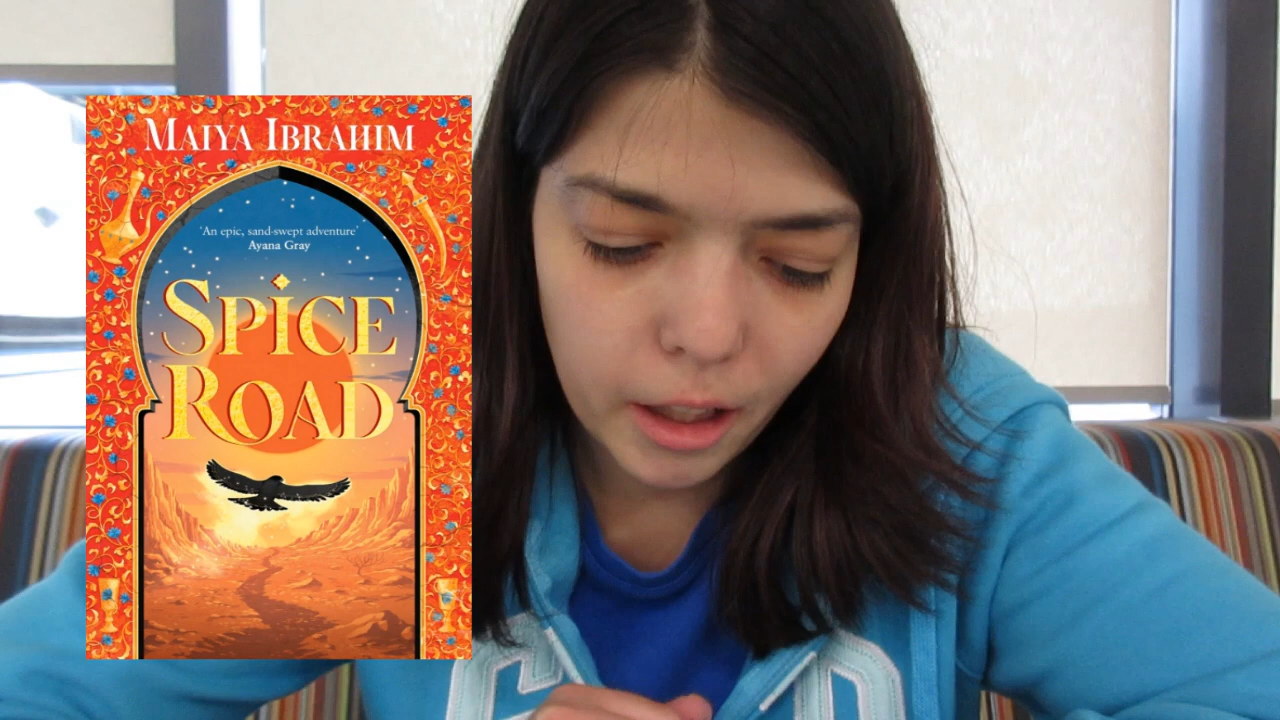 MAIYA IBRAHIM
‘An epic, sand-swept adventure’
Ayana Gray
SPICE
ROAD